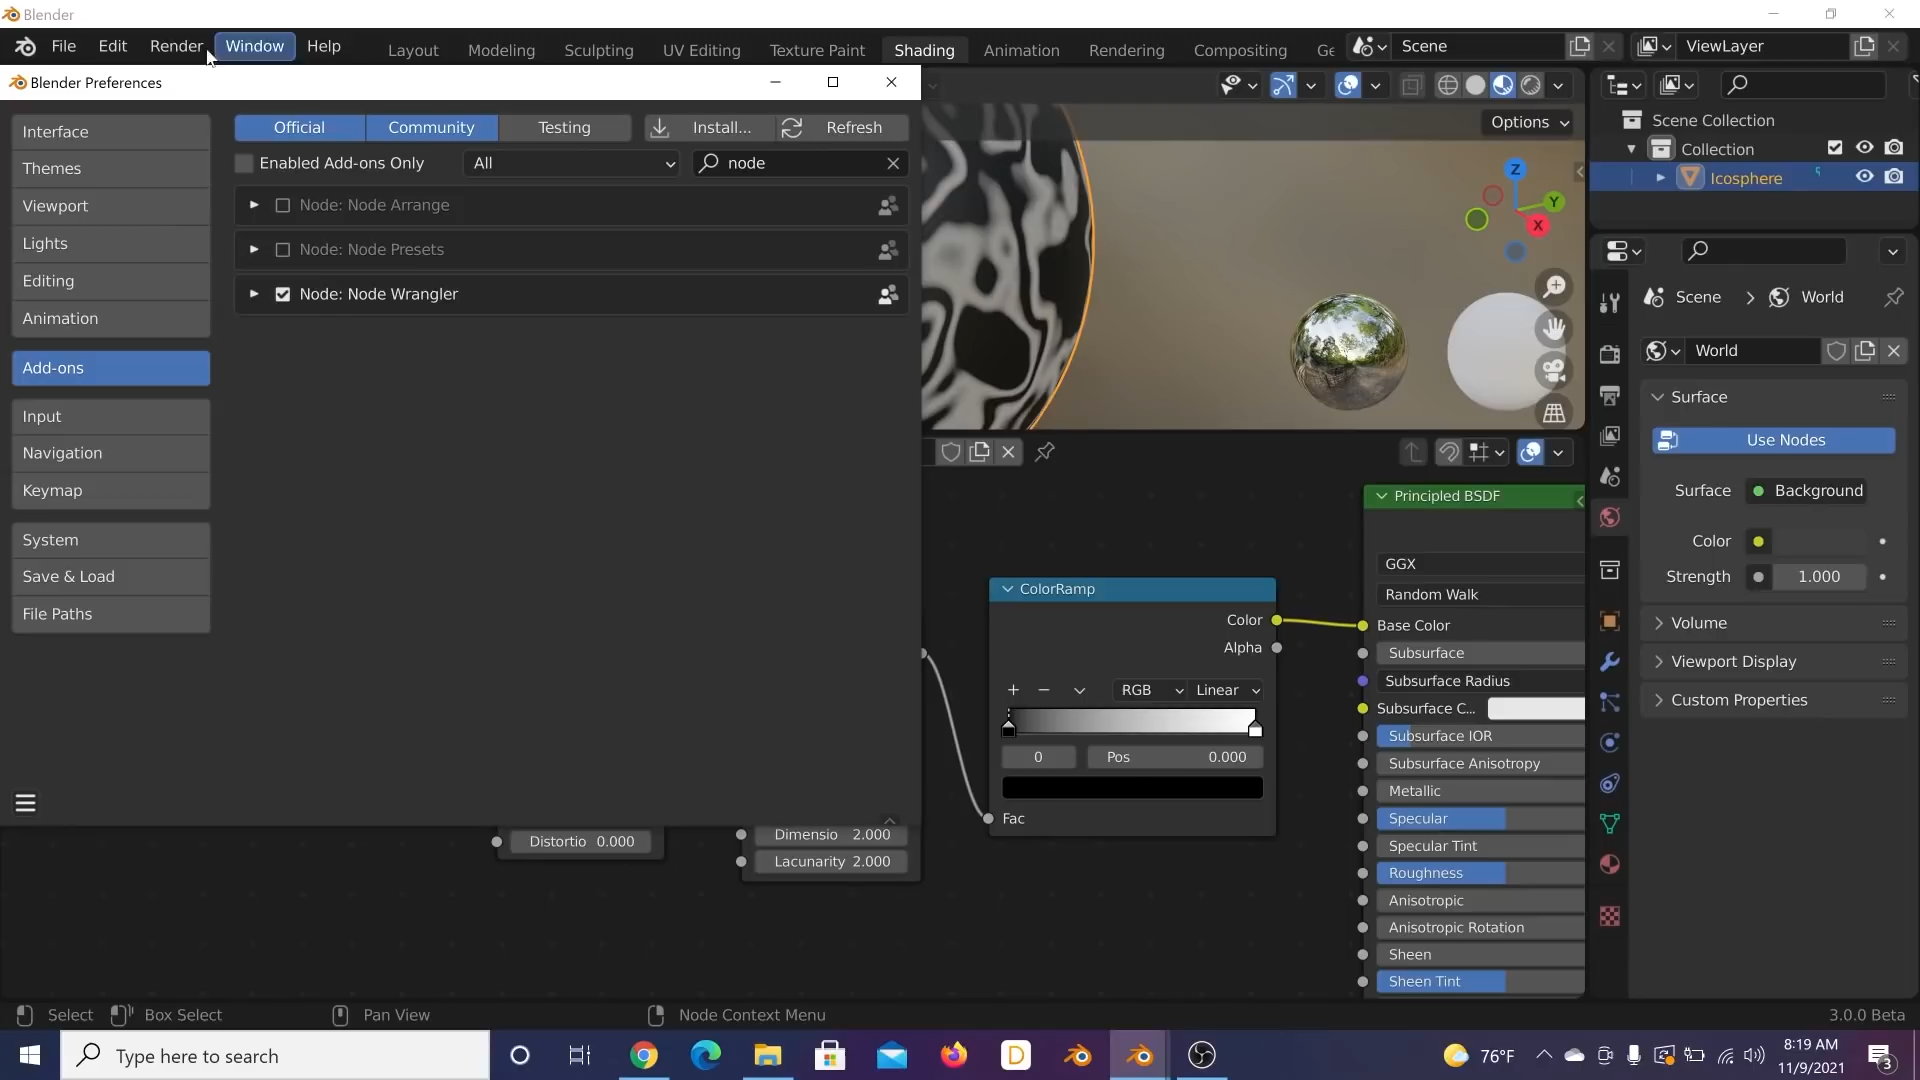 Blender
File Edit Render Window Help Layout Modeling Sculpting UV Editing Texture Paint Shading Animation Rendering Compositing Ge Scene ViewLayer
Blender Preferences
Interface
Themes
Viewport
Lights
Editing
Animation
Add-ons
Input
Navigation
Keymap
System
Save & Load
File Paths
Official Community Testing Install... Refresh
Enabled Add-ons Only All node
Node: Node Arrange
Node: Node Presets
Node: Node Wrangler
Options
Z
Y
X
Scene Collection
Collection
Icosphere
Scene World
World
Surface
Use Nodes
Surface Background
Color
Strength 1.000
Volume
Viewport Display
Custom Properties
Distortio 0.000
Dimensio 2.000
Lacunarity 2.000
ColorRamp
Color
Alpha
RGB Linear
0 Pos 0.000
Fac
Principled BSDF
GGX
Random Walk
Base Color
Subsurface
Subsurface Radius
Subsurface C...
Subsurface IOR
Subsurface Anisotropy
Metallic
Specular
Specular Tint
Roughness
Anisotropic
Anisotropic Rotation
Sheen
Sheen Tint
Select Box Select Pan View Node Context Menu 3.0.0 Beta
Type here to search
D
76°F
8:19 AM
11/9/2021
3